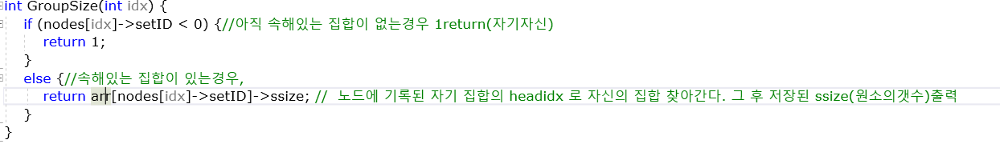 int GroupSize(int idx) {
if (nodes[idx]->setID < 0) {//아직 속해있는 집합이 없는경우 1return(자기자신)
return 1;
}
else {//속해있는 집합이 있는경우,
return arr[nodes[idx]->setID]->ssize; // 노드에 기록된 자기 집합의 headidx 로 자신의 집합 찾아간다. 그 후 저장된 ssize(원소의갯수)출력
}
}